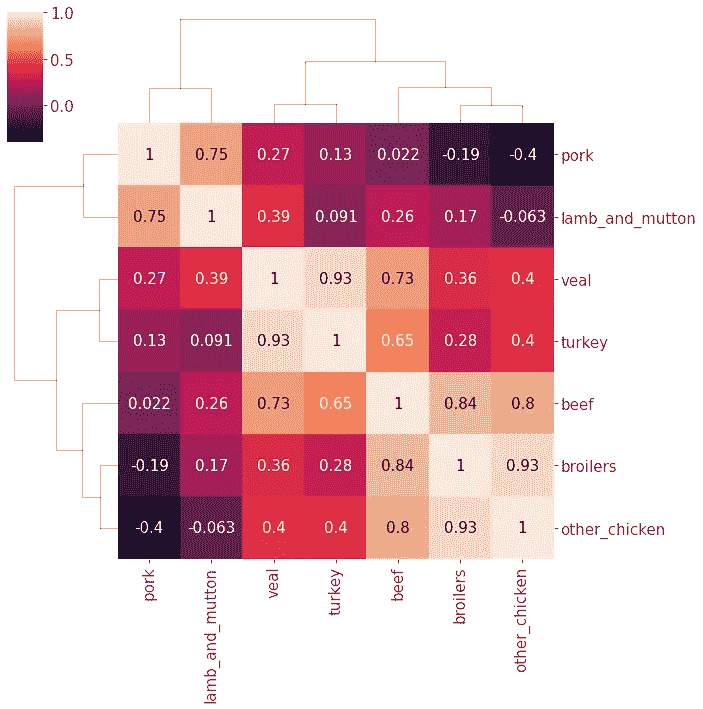 1.0
0.5
0.0
1 0.75 0.27 0.13 0.022 -0.19 -0.4 pork
0.75 1 0.39 0.091 0.26 0.17 -0.063 lamb_and_mutton
0.27 0.39 1 0.93 0.73 0.36 0.4 veal
0.13 0.091 0.93 1 0.65 0.28 0.4 turkey
0.022 0.26 0.73 0.65 1 0.84 0.8 beef
-0.19 0.17 0.36 0.28 0.84 1 0.93 broilers
-0.4 -0.063 0.4 0.4 0.8 0.93 1 other_chicken
pork
lamb_and_mutton
veal
turkey
beef
broilers
other_chicken